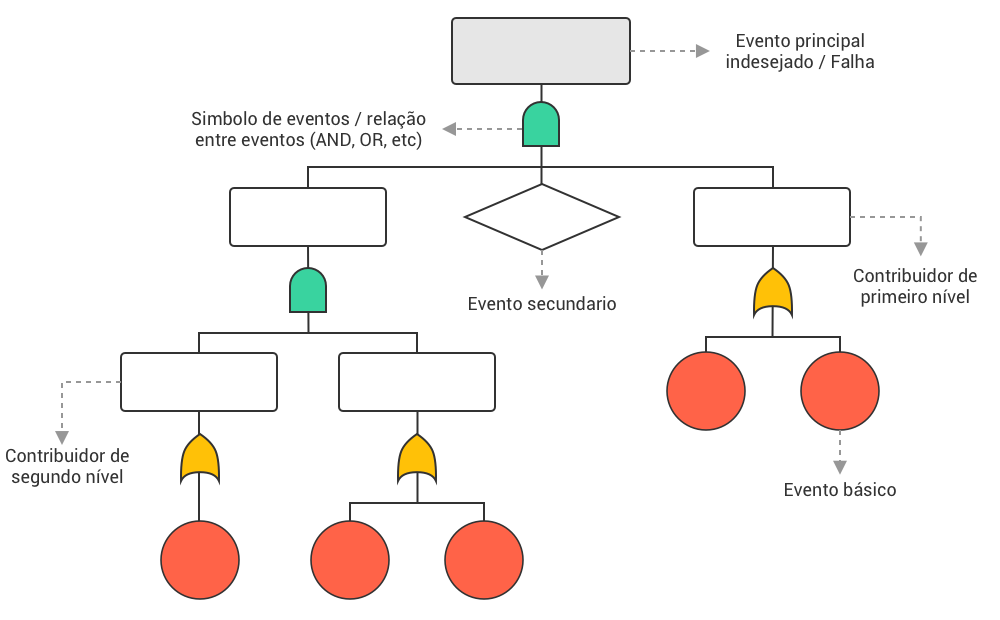 Evento principal
indesejado / Falha
Simbolo de eventos / relação
entre eventos (AND, OR, etc)
Evento secundario
Contribuidor de
primeiro nível
Contribuidor de
segundo nível
Evento básico